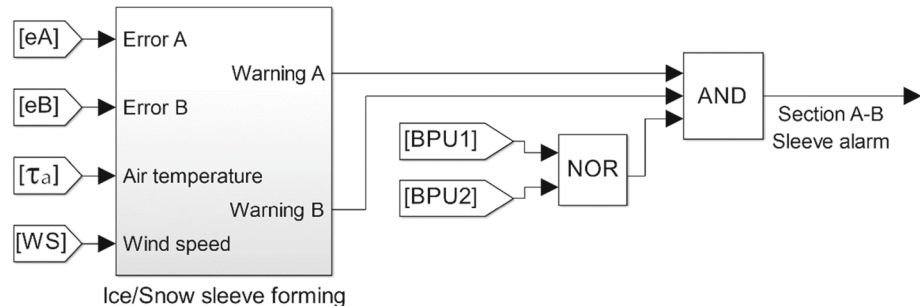 [eA]
Error A
Warning A
[eB]
Error B
AND
Section A-B
Sleeve alarm
[BPU1]
NOR
[τa]
Air temperature
[BPU2]
Warning B
[WS]
Wind speed
Ice/Snow sleeve forming